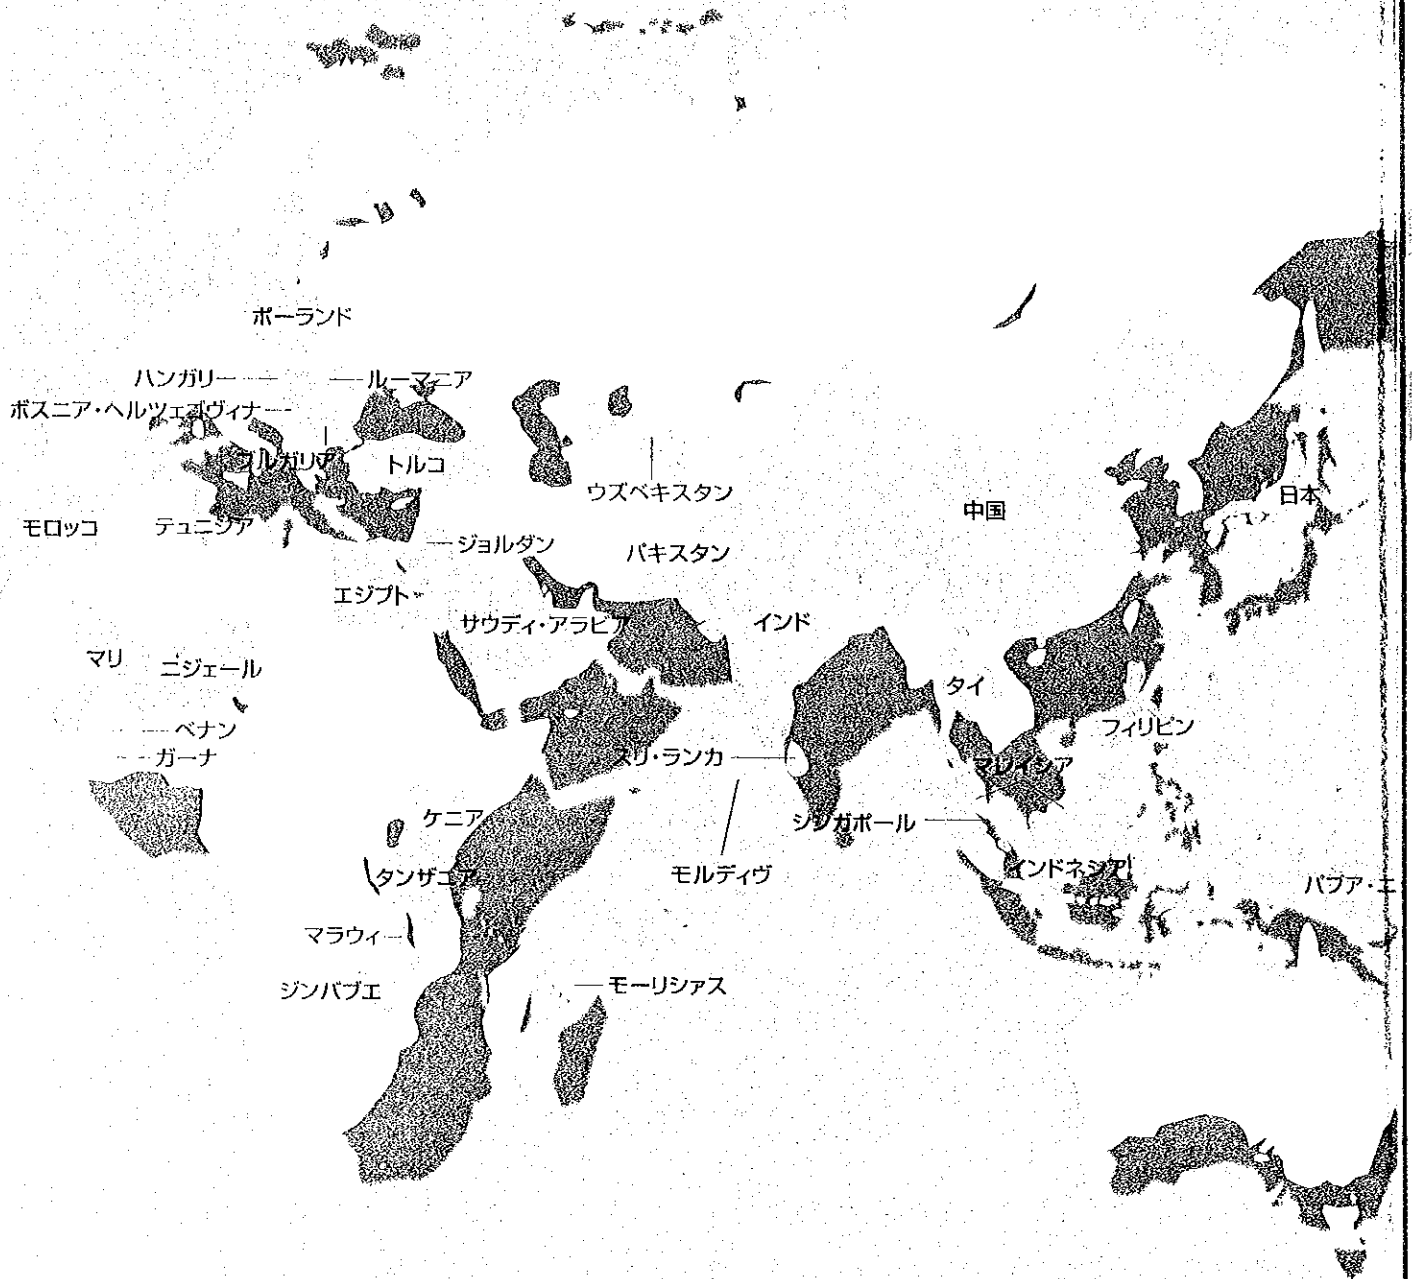 ポーランド
ハンガリー
ルーマニア
ボスニア・ヘルツェゴヴィナ
ブルガリア
トルコ
ウズベキスタン
日本
中国
モロッコ
テュニジア
ジョルダン
パキスタン
エジプト
サウディ・アラビア
インド
マリ
ニジェール
タイ
ベナン
フィリピン
ガーナ
スリ・ランカ
マレイシア
ケニア
シンガポール
タンザニア
モルディヴ
インドネシア
パプア・ニ
マラウィ
ジンバブエ
モーリシァス